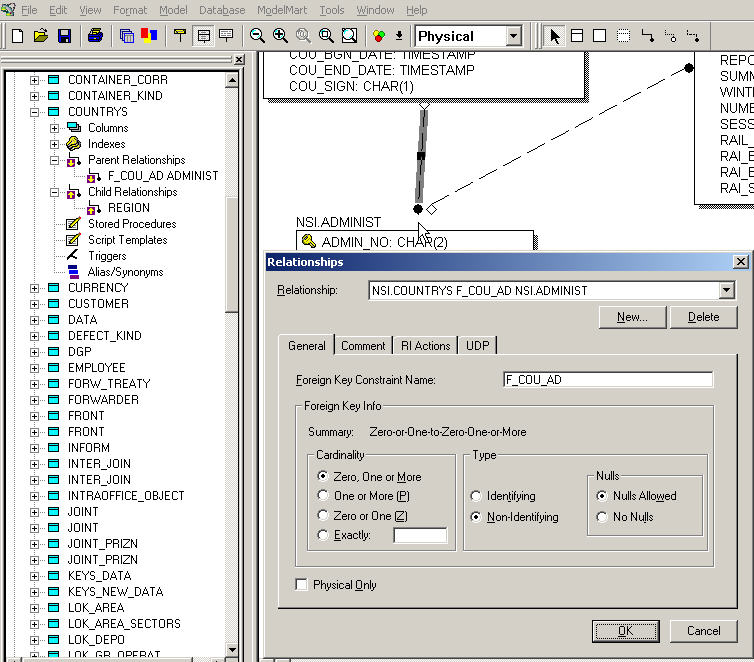 File Edit View Format Model Database ModelMart Tools Window Help
Physical
CONTAINER_CORR
CONTAINER_KIND
COUNTRYS
Columns
Indexes
Parent Relationships
F_COU_AD ADMINIST
Child Relationships
REGION
Stored Procedures
Script Templates
Triggers
Alias/Synonyms
CURRENCY
CUSTOMER
DATA
DEFECT_KIND
DGP
EMPLOYEE
FORW_TREATY
FORWARDER
FRONT
FRONT
INFORM
INTER_JOIN
INTER_JOIN
INTRAOFFICE_OBJECT
JOINT
JOINT
JOINT_PRIZN
JOINT_PRIZN
KEYS_DATA
KEYS_NEW_DATA
LOK_AREA
LOK_AREA_SECTORS
LOK_DEPO
LOK_GR_OPERAT
COU_BGN_DATE: TIMESTAMP
COU_END_DATE: TIMESTAMP
COU_SIGN: CHAR(1)
REPO
SUMM
WINT
NUME
SESS
RAIL_
RAI_E
RAI_E
RAI_S
NSI.ADMINIST
ADMIN_NO: CHAR(2)
Relationships
Relationship: NSI.COUNTRYS F_COU_AD NSI.ADMINIST
New... Delete
General Comment RI Actions UDP
Foreign Key Constraint Name: F_COU_AD
Foreign Key Info
Summary: Zero-or-One-to-Zero-One-or-More
Cardinality
Zero, One or More
One or More (P)
Zero or One (Z)
Exactly:
Type
Identifying
Non-Identifying
Nulls
Nulls Allowed
No Nulls
Physical Only
OK Cancel